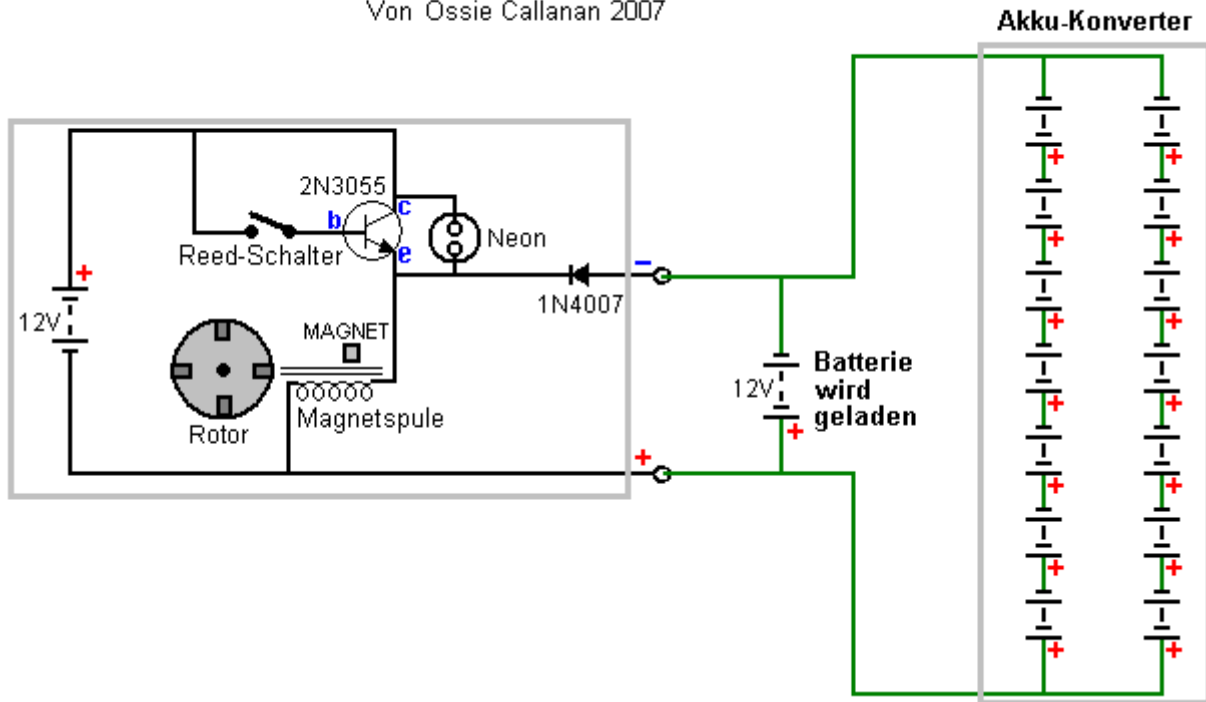 Von Ossie Callanan 2007
Akku-Konverter
2N3055
c
b
e
Neon
Reed-Schalter
+
12V
1N4007
−
MAGNET
Magnetspule
Rotor
+
12V
Batterie
wird
geladen
+
+ +
+ +
+ +
+ +
+ +
+ +
+ +